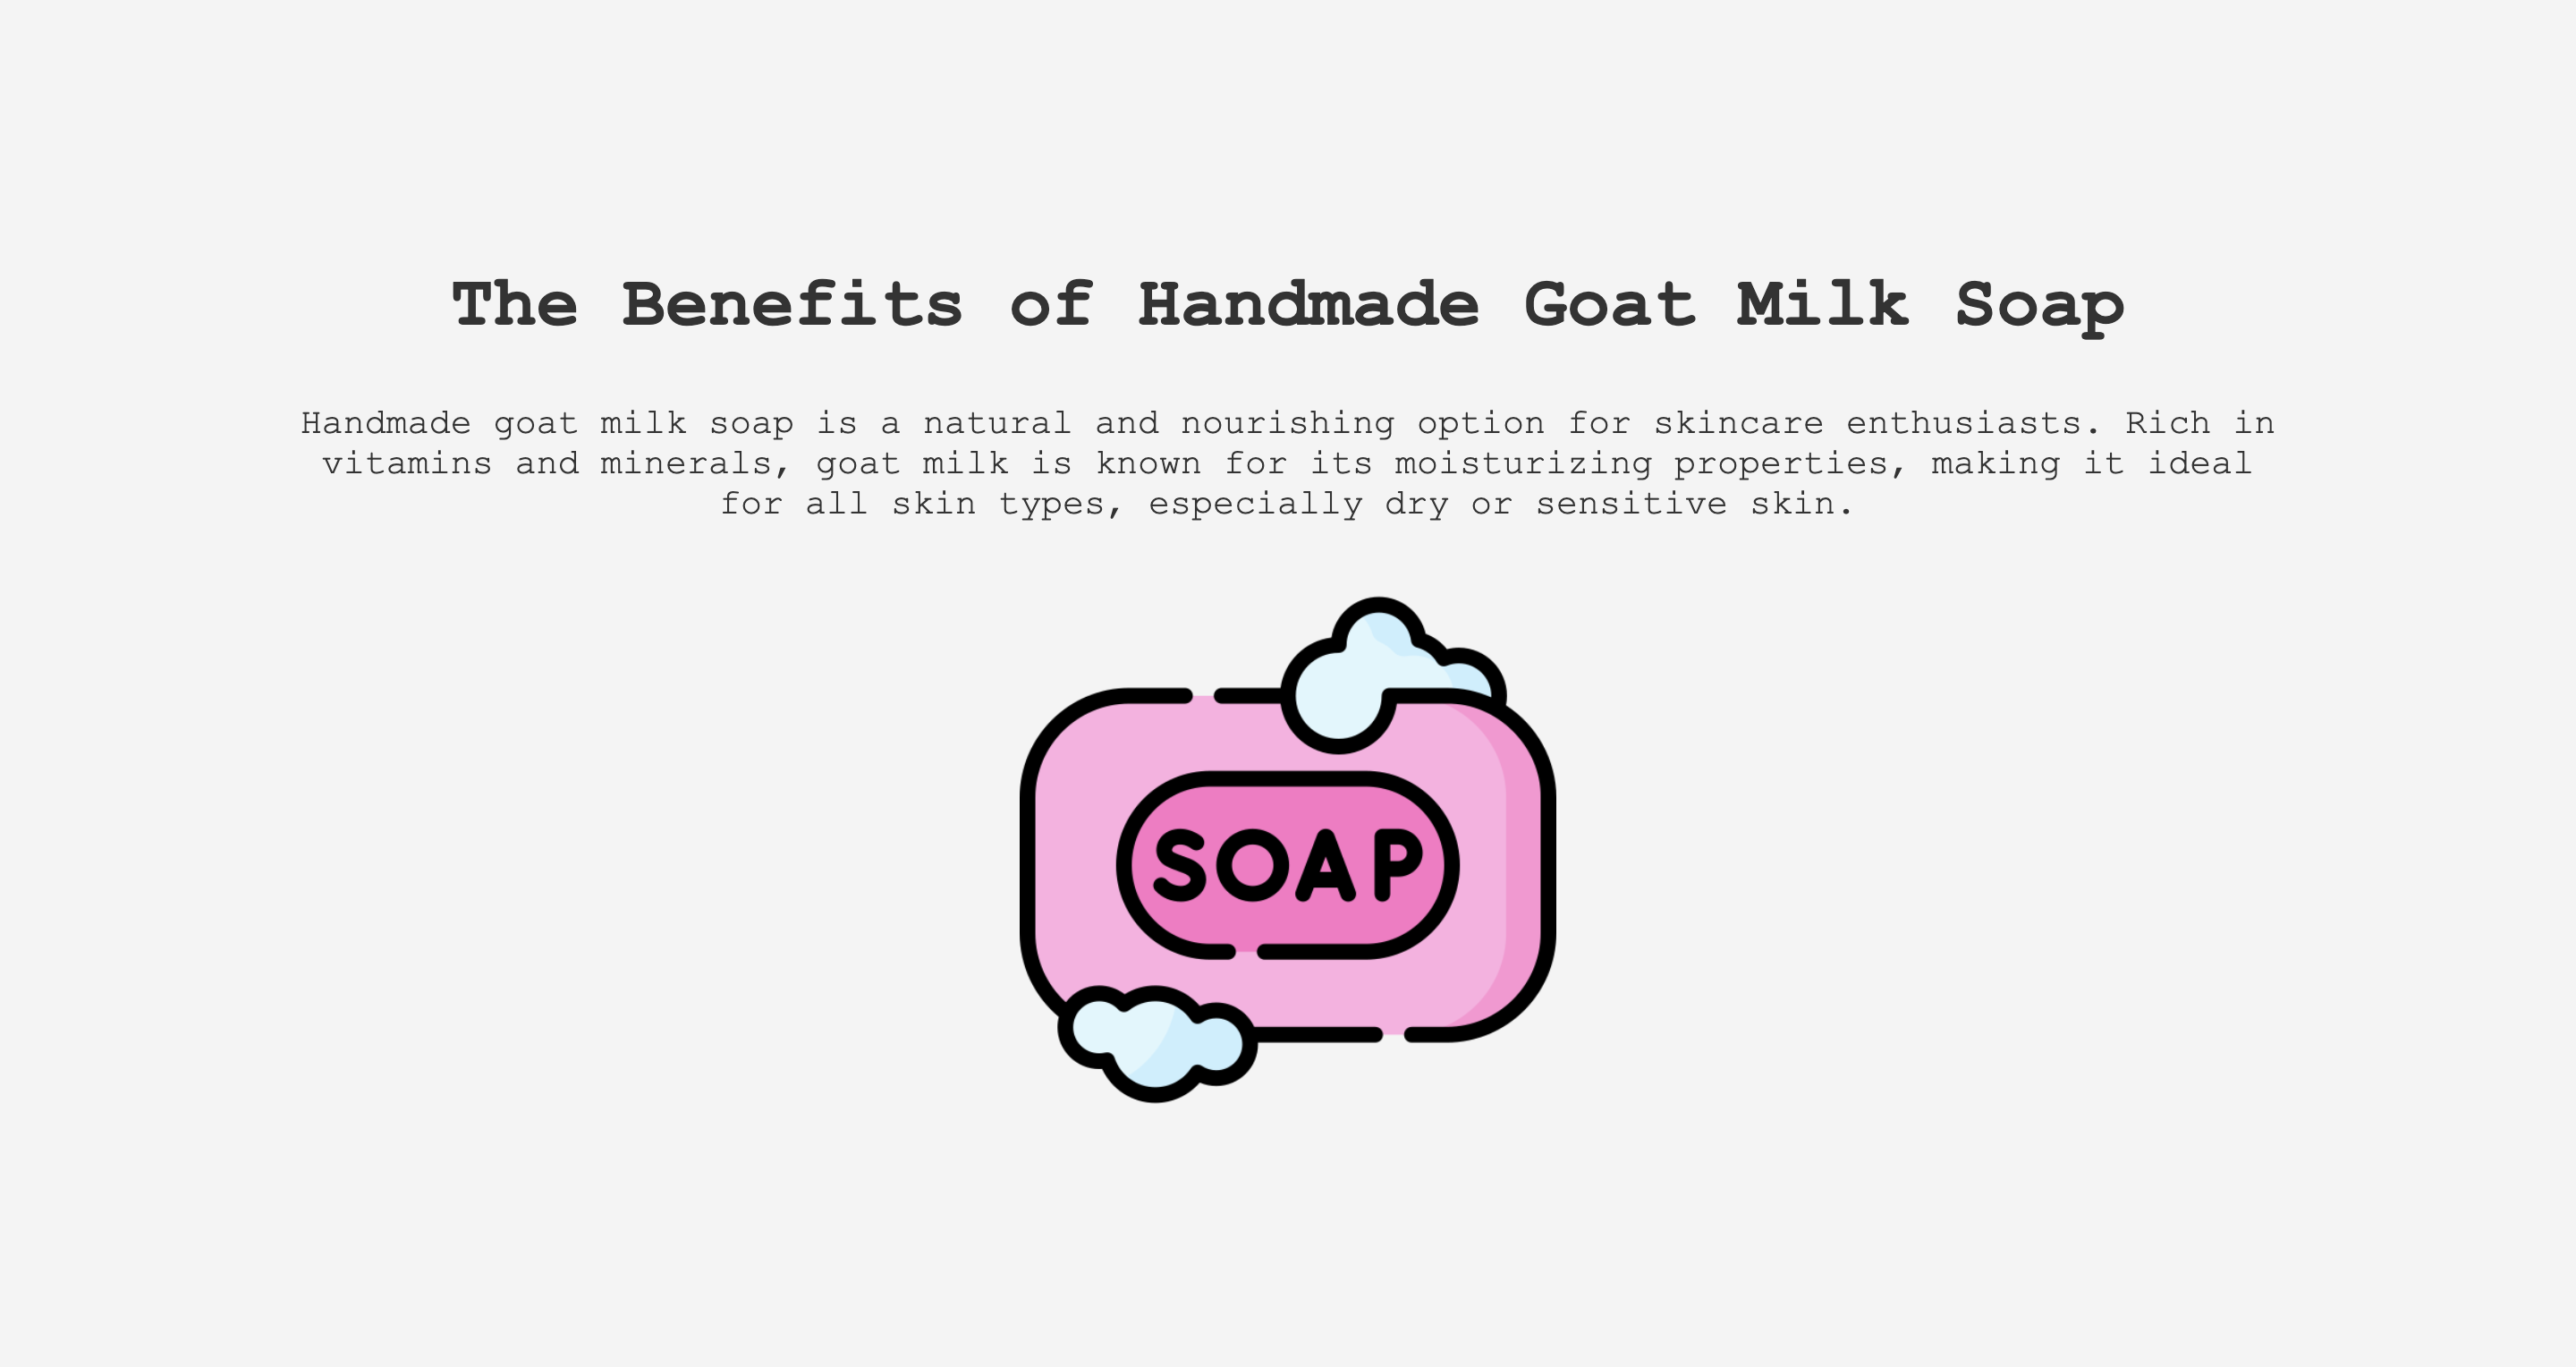 The Benefits of Handmade Goat Milk Soap
Handmade goat milk soap is a natural and nourishing option for skincare enthusiasts. Rich in
vitamins and minerals, goat milk is known for its moisturizing properties, making it ideal
for all skin types, especially dry or sensitive skin.
SOAP